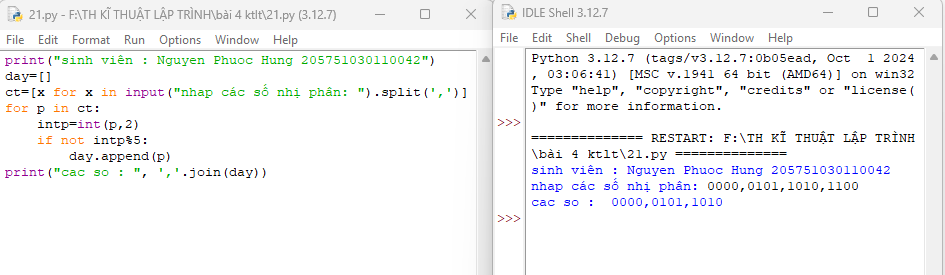 21.py - F:\TH KĨ THUẬT LẬP TRÌNH\bài 4 ktlt\21.py (3.12.7)
File Edit Format Run Options Window Help
print("sinh viên : Nguyen Phuoc Hung 205751030110042")
day=[]
ct=[x for x in input("nhap các số nhị phân: ").split(',')]
for p in ct:
    intp=int(p,2)
    if not intp%5:
        day.append(p)
print("cac so : ", ','.join(day))
IDLE Shell 3.12.7
File Edit Shell Debug Options Window Help
Python 3.12.7 (tags/v3.12.7:0b05ead, Oct  1 2024
, 03:06:41) [MSC v.1941 64 bit (AMD64)] on win32
Type "help", "copyright", "credits" or "license(
)" for more information.
>>>
============== RESTART: F:\TH KĨ THUẬT LẬP TRÌNH
\bài 4 ktlt\21.py ==============
sinh viên : Nguyen Phuoc Hung 205751030110042
nhap các số nhị phân: 0000,0101,1010,1100
cac so :  0000,0101,1010
>>>